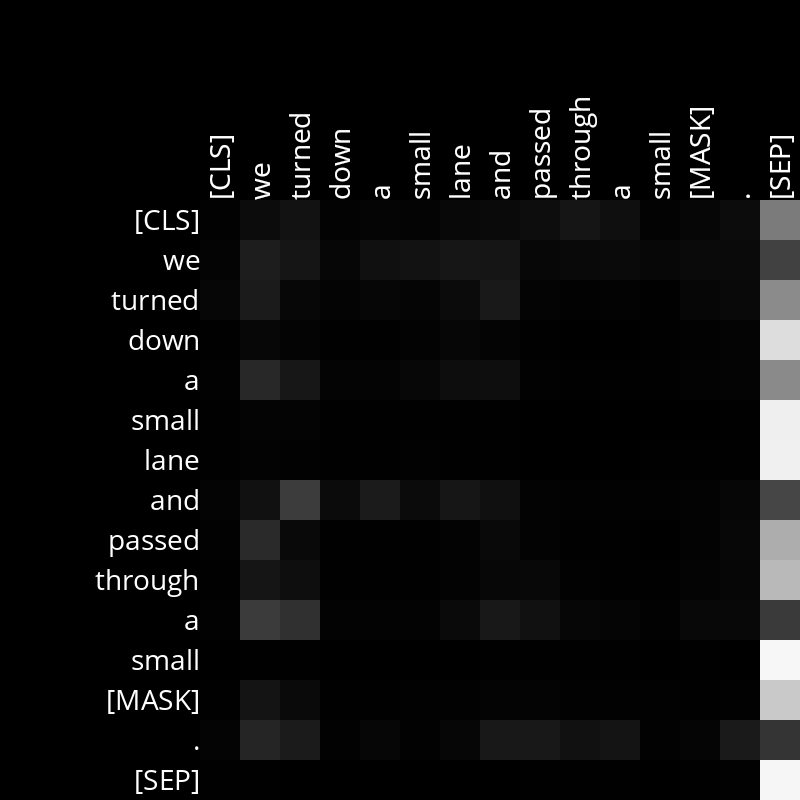 [CLS] we turned down a small lane and passed through a small [MASK] . [SEP]
[CLS]
we
turned
down
a
small
lane
and
passed
through
a
small
[MASK]
.
[SEP]